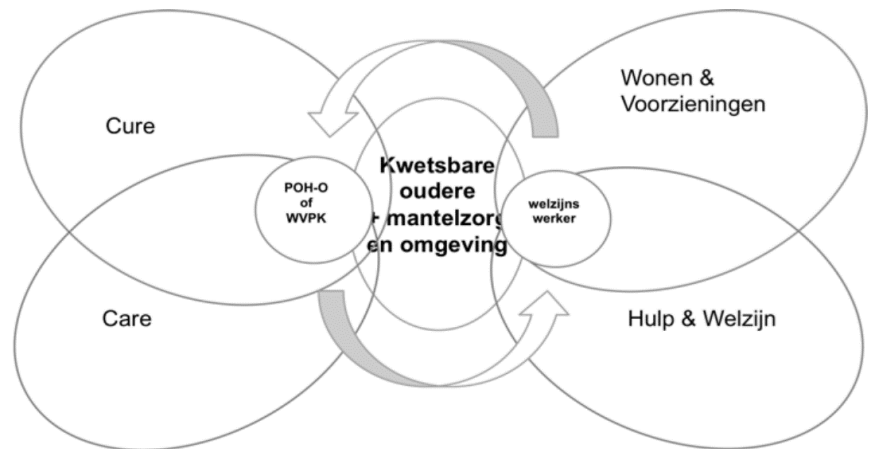 Cure
Wonen &
Voorzieningen
Kwetsbare
oudere
+ mantelzorg
en omgeving
POH-O
of
WVPK
welzijns
werker
Care
Hulp & Welzijn